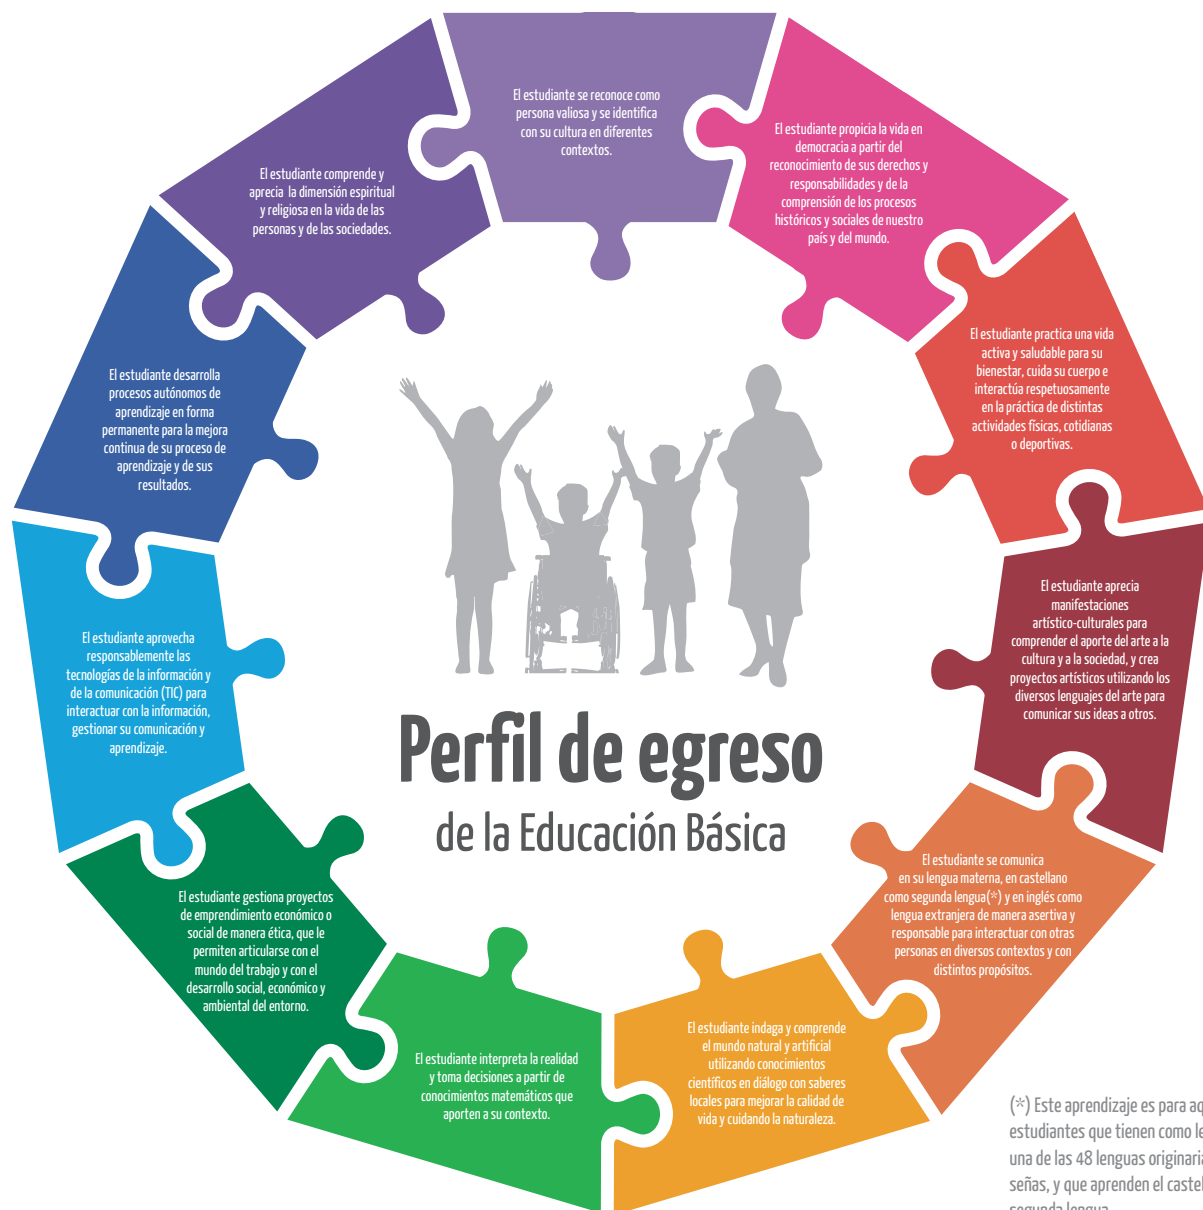 El estudiante se reconoce como
persona valiosa y se identifica
con su cultura en diferentes
contextos.
El estudiante propicia la vida en
democracia a partir del
reconocimiento de sus derechos y
responsabilidades y de la
comprensión de los procesos
históricos y sociales de nuestro
país y del mundo.
El estudiante practica una vida
activa y saludable para su
bienestar, cuida su cuerpo e
interactúa respetuosamente
en la práctica de distintas
actividades físicas, cotidianas
o deportivas.
El estudiante aprecia
manifestaciones
artístico-culturales para
comprender el aporte del arte a la
cultura y a la sociedad, y crea
proyectos artísticos utilizando los
diversos lenguajes del arte para
comunicar sus ideas a otros.
El estudiante se comunica
en su lengua materna, en castellano
como segunda lengua(*) y en inglés como
lengua extranjera de manera asertiva y
responsable para interactuar con otras
personas en diversos contextos y con
distintos propósitos.
El estudiante indaga y comprende
el mundo natural y artificial
utilizando conocimientos
científicos en diálogo con saberes
locales para mejorar la calidad de
vida y cuidando la naturaleza.
El estudiante interpreta la realidad
y toma decisiones a partir de
conocimientos matemáticos que
aporten a su contexto.
El estudiante gestiona proyectos
de emprendimiento económico o
social de manera ética, que le
permiten articularse con el
mundo del trabajo y con el
desarrollo social, económico y
ambiental del entorno.
El estudiante aprovecha
responsablemente las
tecnologías de la información y
de la comunicación (TIC) para
interactuar con la información,
gestionar su comunicación y
aprendizaje.
El estudiante desarrolla
procesos autónomos de
aprendizaje en forma
permanente para la mejora
continua de su proceso de
aprendizaje y de sus
resultados.
El estudiante comprende y
aprecia la dimensión espiritual
y religiosa en la vida de las
personas y de las sociedades.
Perfil de egreso
de la Educación Básica
(*) Este aprendizaje es para
estudiantes que tienen como
una de las 48 lenguas
señas, y que aprenden el
segunda lengua